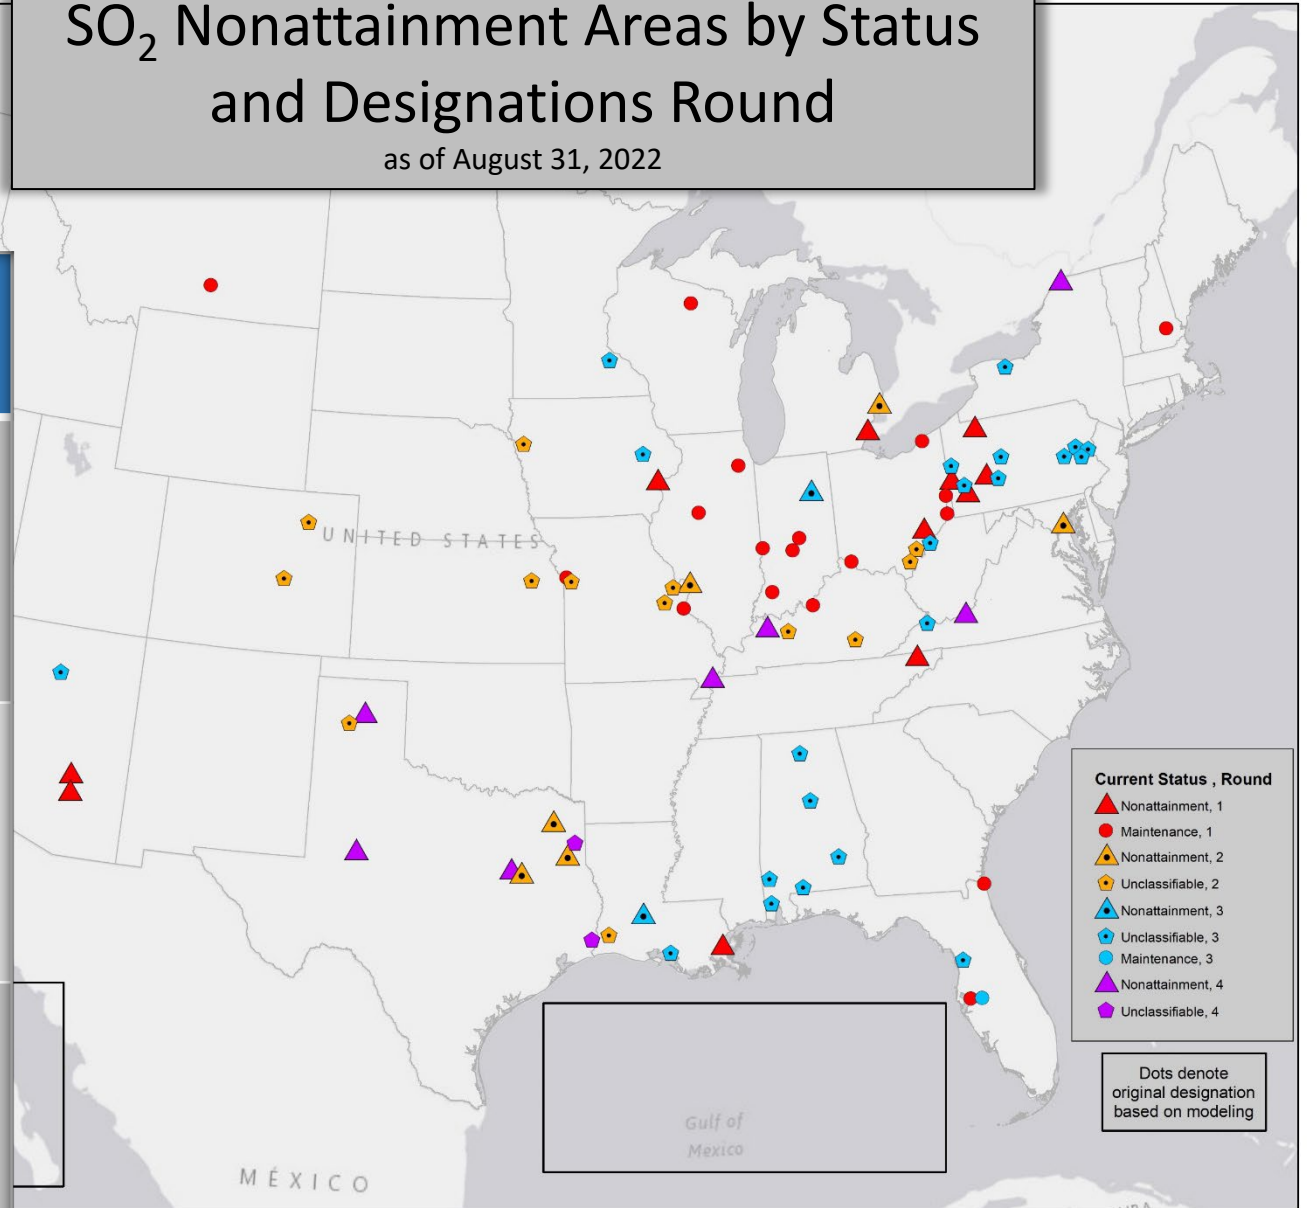 SO₂ Nonattainment Areas by Status
and Designations Round
as of August 31, 2022
UNITED STATES
Current Status , Round
Nonattainment, 1
Maintenance, 1
Nonattainment, 2
Unclassifiable, 2
Nonattainment, 3
Unclassifiable, 3
Maintenance, 3
Nonattainment, 4
Unclassifiable, 4
Dots denote
original designation
based on modeling
Gulf of
Mexico
MÉXICO